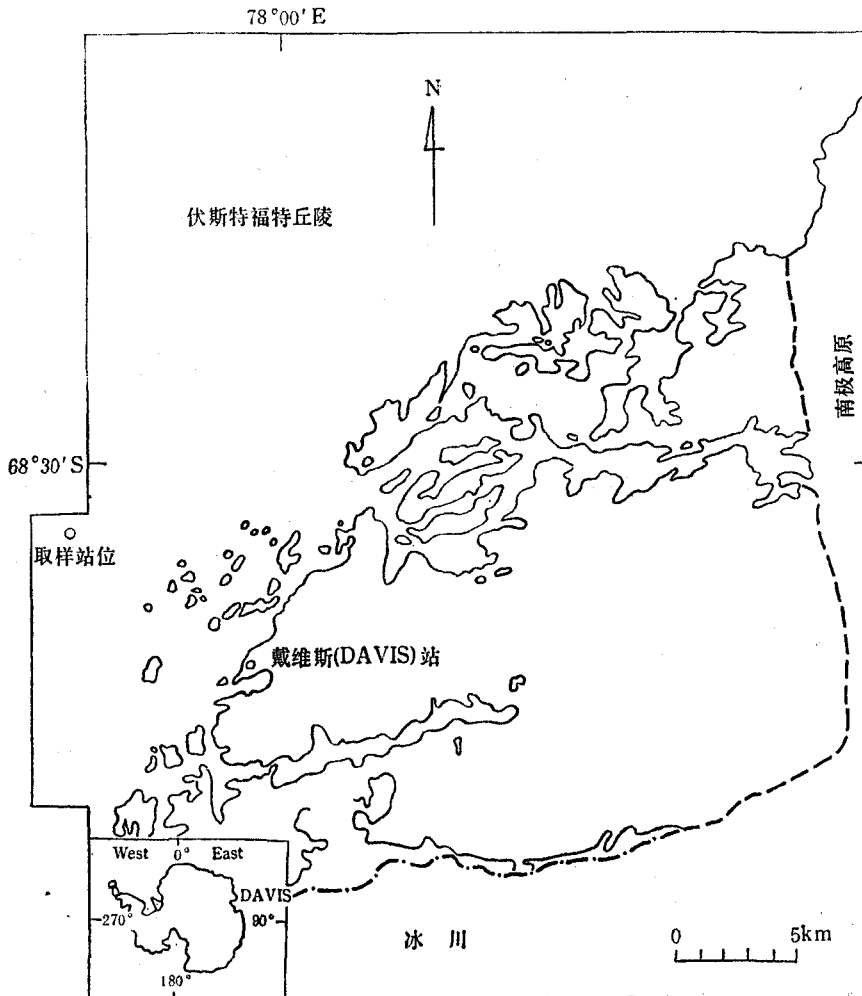 78°00′E
N
伏斯特福特丘陵
南极高原
68°30′S
取样站位
戴维斯(DAVIS)站
West 0° East
DAVIS
270° 90°
180°
冰川
0 5km